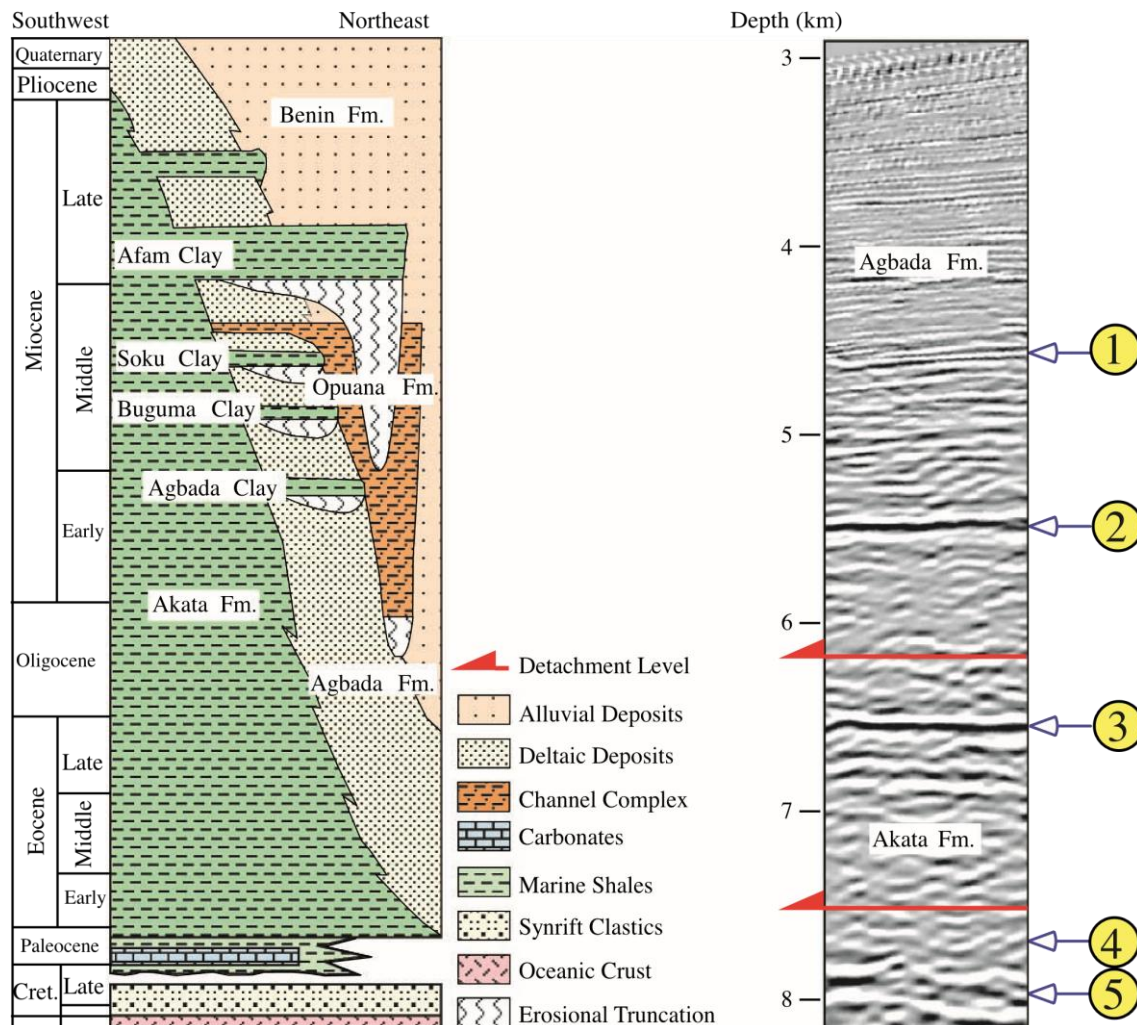 Southwest
Northeast
Depth (km)
Quaternary
Pliocene
Miocene
Late
Middle
Early
Oligocene
Eocene
Late
Middle
Early
Paleocene
Cret.
Late
Benin Fm.
Afam Clay
Soku Clay
Opuana Fm.
Buguma Clay
Agbada Clay
Akata Fm.
Agbada Fm.
Detachment Level
Alluvial Deposits
Deltaic Deposits
Channel Complex
Carbonates
Marine Shales
Synrift Clastics
Oceanic Crust
Erosional Truncation
3
4
5
6
7
8
Agbada Fm.
Akata Fm.
1
2
3
4
5